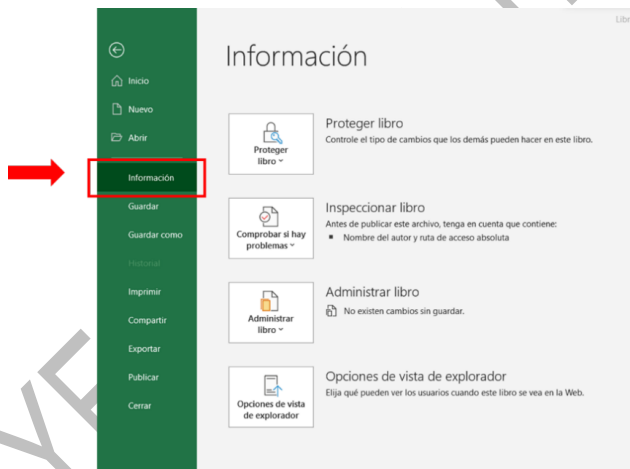 Libr
Información
Inicio
Nuevo
Abrir
Información
Guardar
Guardar como
Historial
Imprimir
Compartir
Exportar
Publicar
Cerrar
Proteger
libro
Proteger libro
Controle el tipo de cambios que los demás pueden hacer en este libro.
Comprobar si hay
problemas
Inspeccionar libro
Antes de publicar este archivo, tenga en cuenta que contiene:
▪ Nombre del autor y ruta de acceso absoluta
Administrar
libro
Administrar libro
No existen cambios sin guardar.
Opciones de vista
de explorador
Opciones de vista de explorador
Elija qué pueden ver los usuarios cuando este libro se vea en la Web.